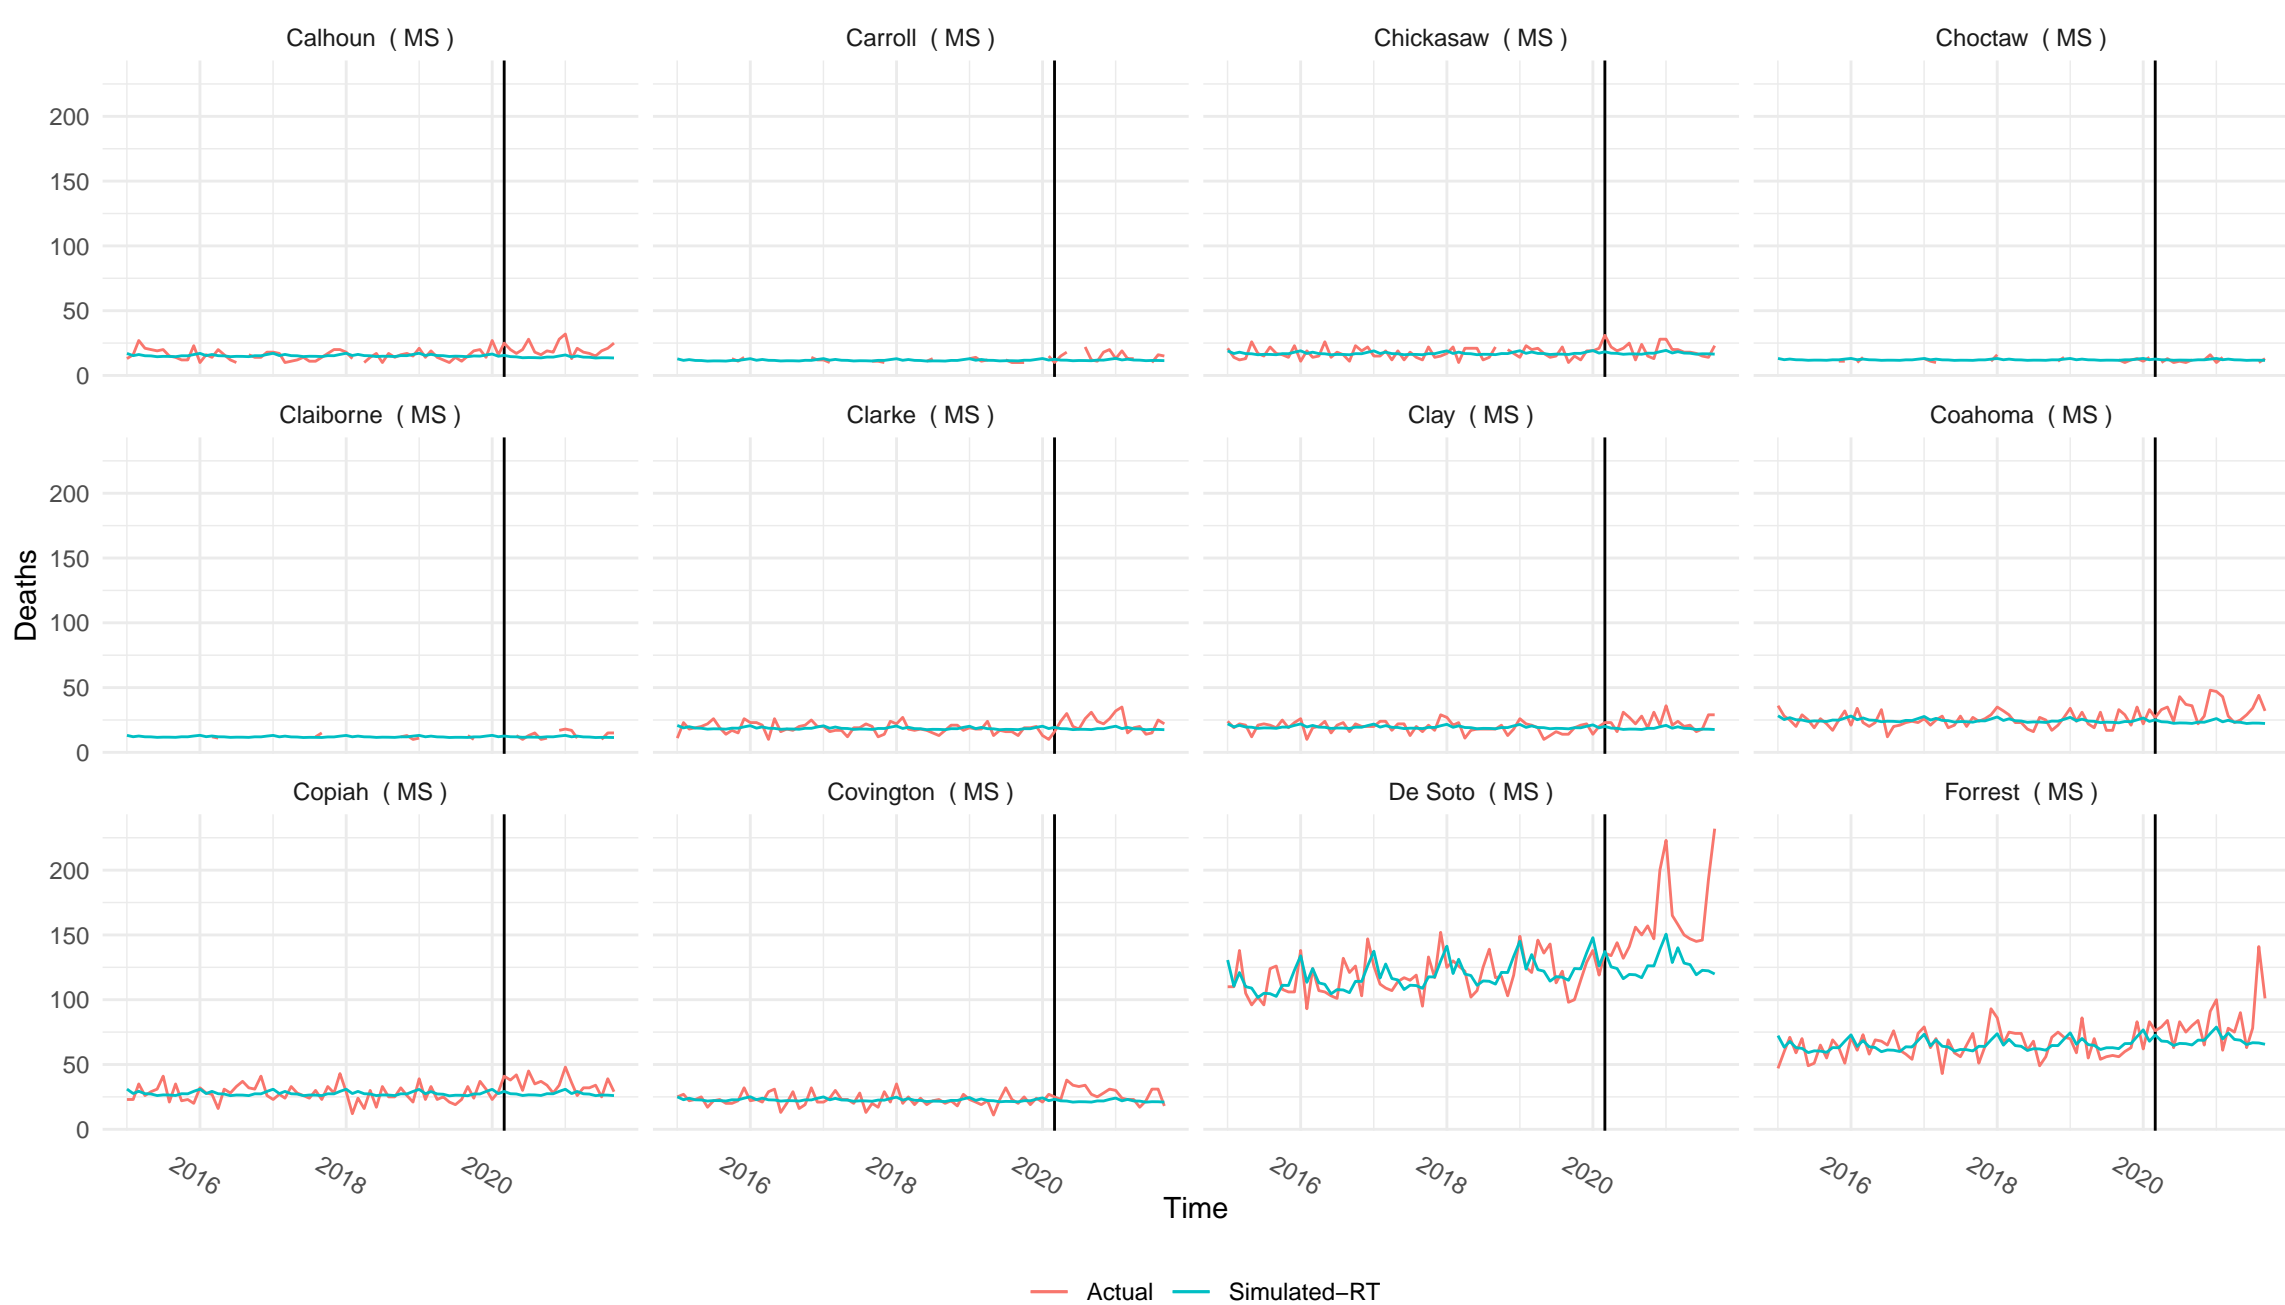 Calhoun ( MS ) Carroll ( MS ) Chickasaw ( MS ) Choctaw ( MS )
200
150
100
50
0
Claiborne ( MS ) Clarke ( MS ) Clay ( MS ) Coahoma ( MS )
200
150
100
50
0
Deaths
Copiah ( MS ) Covington ( MS ) De Soto ( MS ) Forrest ( MS )
200
150
100
50
0
2016 2018 2020 2016 2018 2020 2016 2018 2020 2016 2018 2020
Time
Actual Simulated−RT